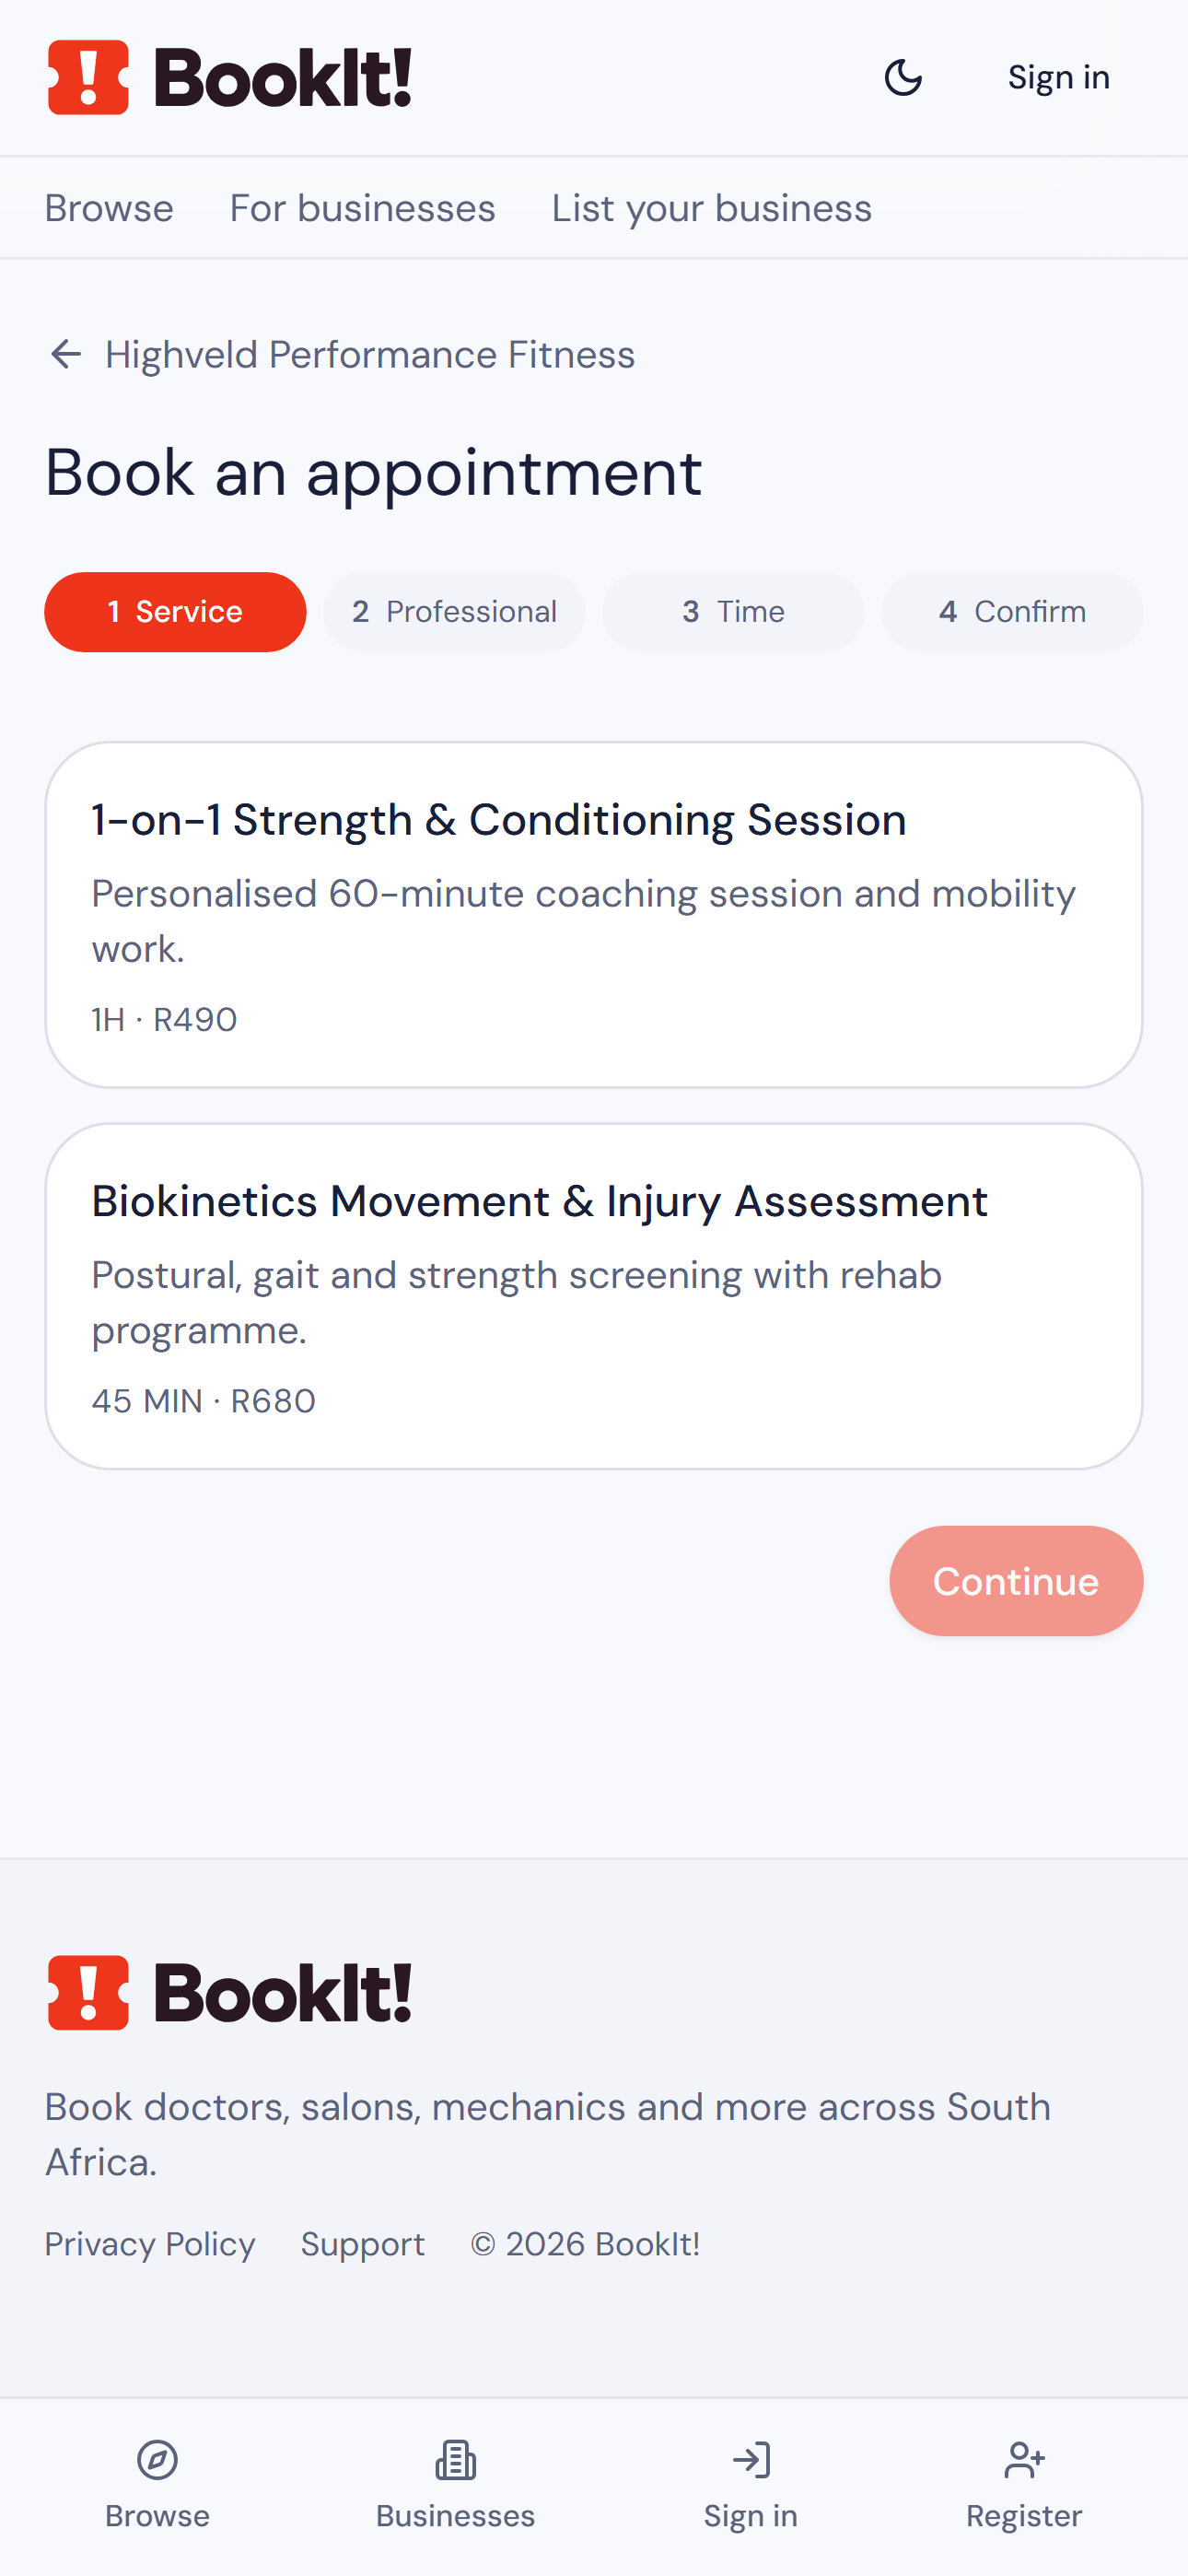 BookIt!
Sign in
Browse For businesses List your business
Highveld Performance Fitness
Book an appointment
1 Service 2 Professional 3 Time 4 Confirm
1-on-1 Strength & Conditioning Session
Personalised 60-minute coaching session and mobility
work.
1H · R490
Biokinetics Movement & Injury Assessment
Postural, gait and strength screening with rehab
programme.
45 MIN · R680
Continue
BookIt!
Book doctors, salons, mechanics and more across South
Africa.
Privacy Policy Support © 2026 BookIt!
Browse Businesses Sign in Register